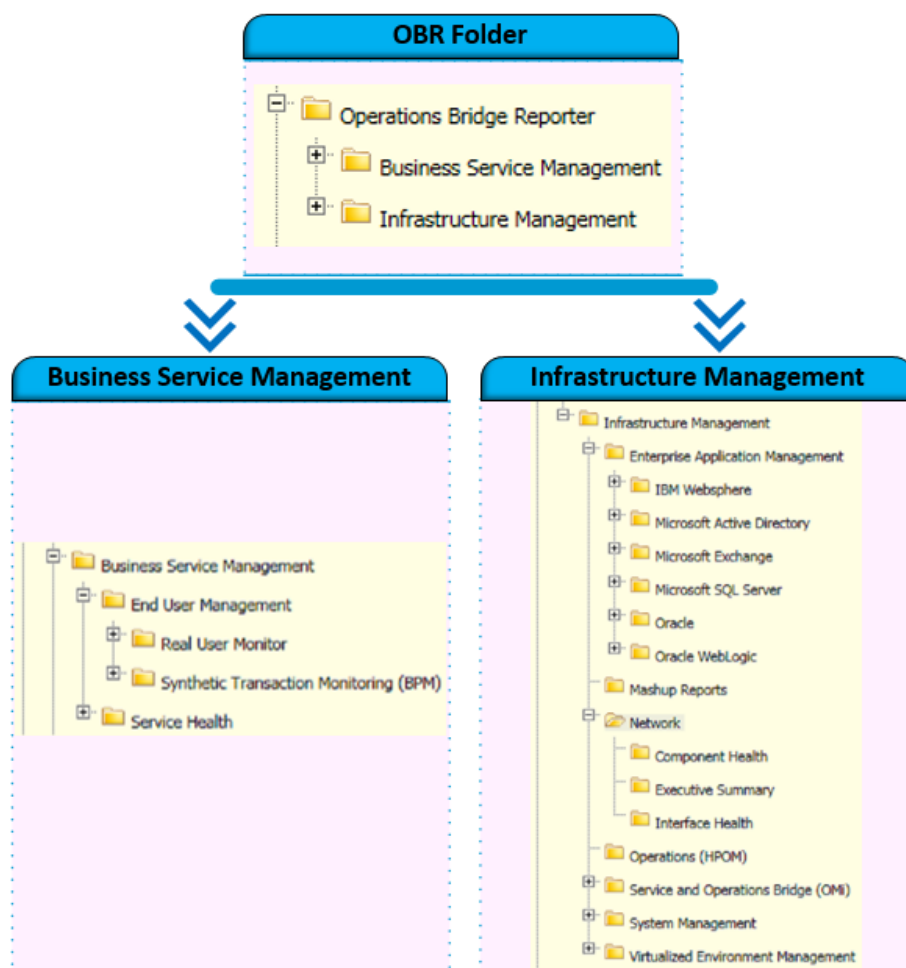 OBR Folder
Operations Bridge Reporter
Business Service Management
Infrastructure Management
Business Service Management
Business Service Management
End User Management
Real User Monitor
Synthetic Transaction Monitoring (BPM)
Service Health
Infrastructure Management
Infrastructure Management
Enterprise Application Management
IBM Websphere
Microsoft Active Directory
Microsoft Exchange
Microsoft SQL Server
Oracle
Oracle WebLogic
Mashup Reports
Network
Component Health
Executive Summary
Interface Health
Operations (HPOM)
Service and Operations Bridge (OMi)
System Management
Virtualized Environment Management